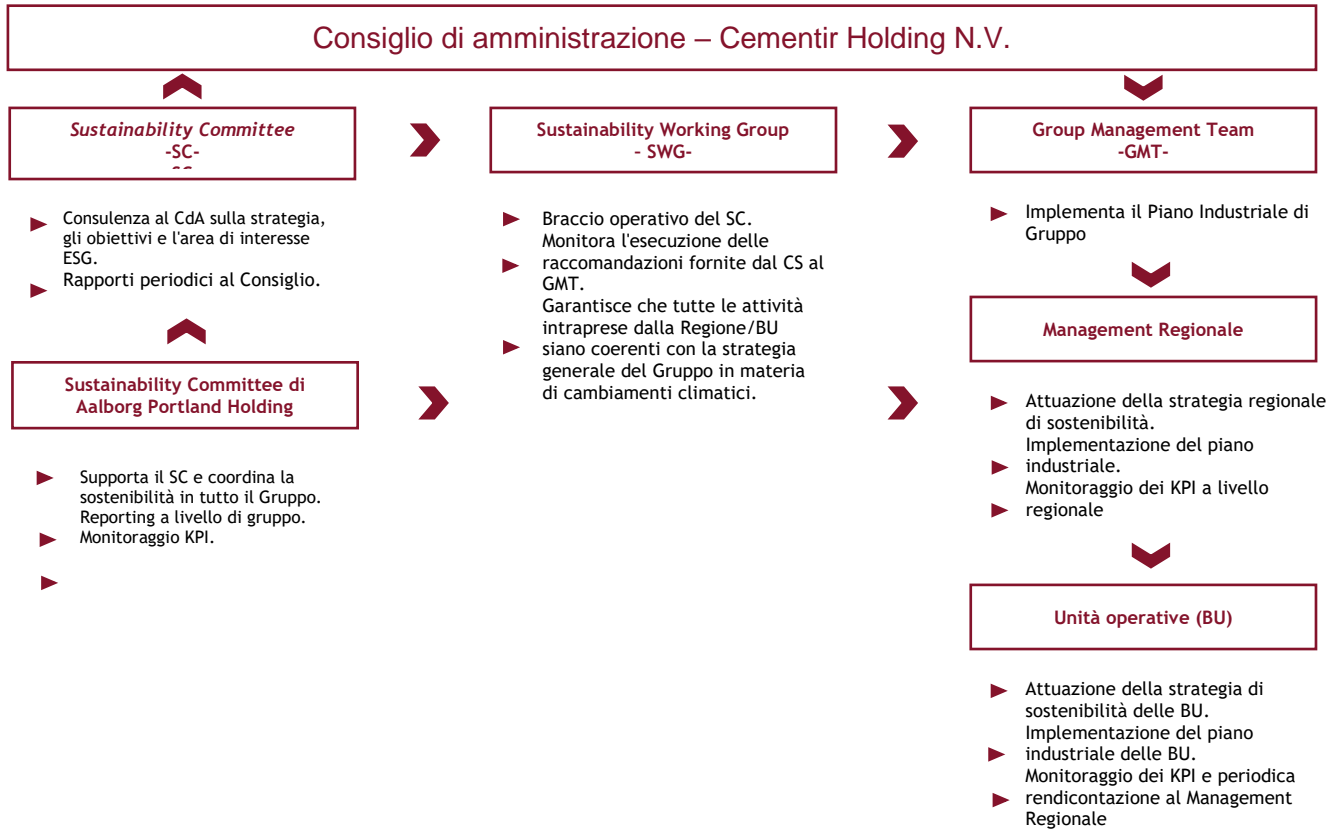 Consiglio di amministrazione – Cementir Holding N.V.
Sustainability Committee
-SC-
Consulenza al CdA sulla strategia,
gli obiettivi e l'area di interesse
ESG.
Rapporti periodici al Consiglio.
Sustainability Committee di
Aalborg Portland Holding
Supporta il SC e coordina la
sostenibilità in tutto il Gruppo.
Reporting a livello di gruppo.
Monitoraggio KPI.
Sustainability Working Group
– SWG-
Braccio operativo del SC.
Monitora l'esecuzione delle
raccomandazioni fornite dal CS al
GMT.
Garantisce che tutte le attività
intraprese dalla Regione/BU
siano coerenti con la strategia
generale del Gruppo in materia
di cambiamenti climatici.
Group Management Team
-GMT-
Implementa il Piano Industriale di
Gruppo
Management Regionale
Attuazione della strategia regionale
di sostenibilità.
Implementazione del piano
industriale.
Monitoraggio dei KPI a livello
regionale
Unità operative (BU)
Attuazione della strategia di
sostenibilità delle BU.
Implementazione del piano
industriale delle BU.
Monitoraggio dei KPI e periodica
rendicontazione al Management
Regionale